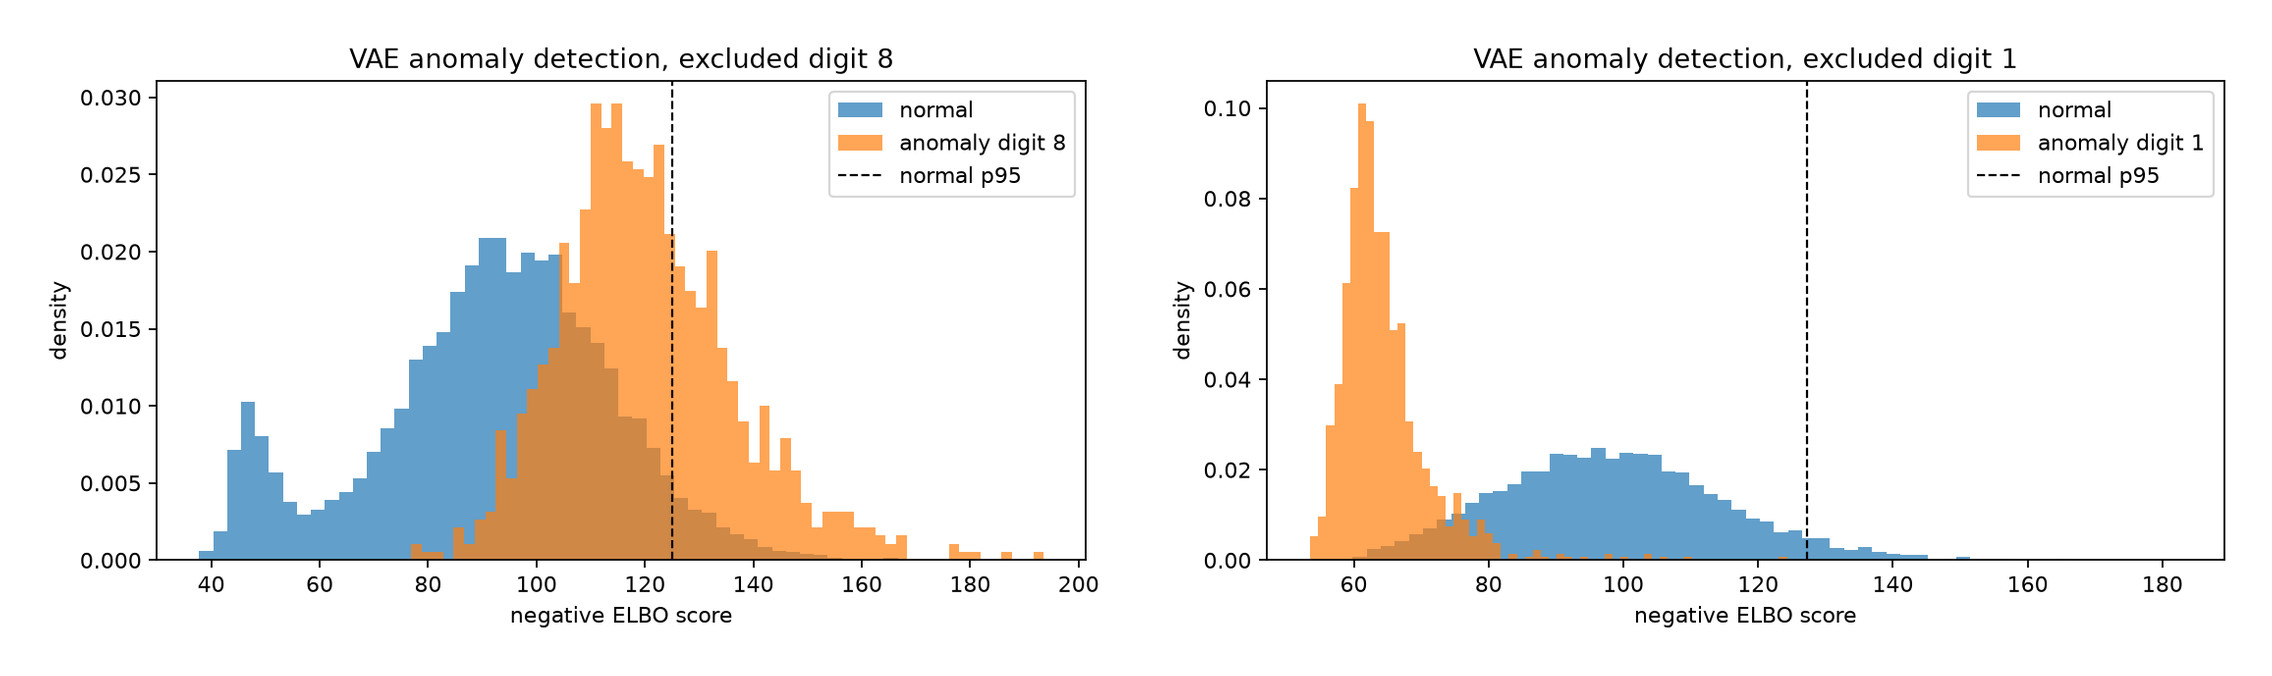 VAE anomaly detection, excluded digit 8
0.030
0.025
0.020
0.015
0.010
0.005
0.000
density
40 60 80 100 120 140 160 180 200
negative ELBO score
normal
anomaly digit 8
normal p95
VAE anomaly detection, excluded digit 1
0.10
0.08
0.06
0.04
0.02
0.00
density
60 80 100 120 140 160 180
negative ELBO score
normal
anomaly digit 1
normal p95